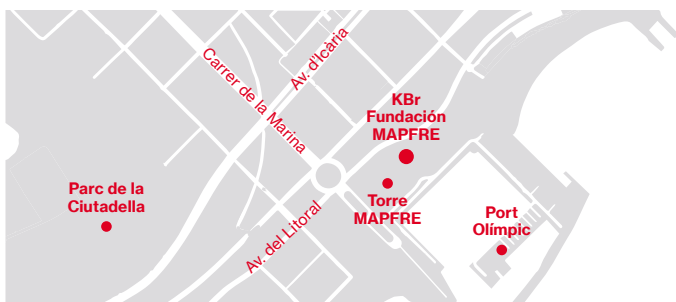 Carrer de la Marina
Av. d'Icària
KBr
Fundación
MAPFRE
Parc de la
Ciutadella
Torre
MAPFRE
Port
Olímpic
Av. del Litoral